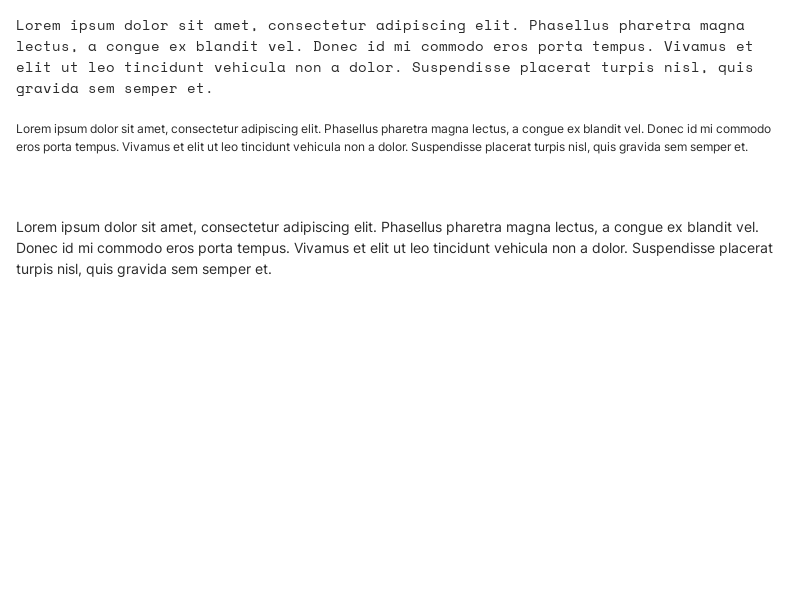 Lorem ipsum dolor sit amet, consectetur adipiscing elit. Phasellus pharetra magna
lectus, a congue ex blandit vel. Donec id mi commodo eros porta tempus. Vivamus et
elit ut leo tincidunt vehicula non a dolor. Suspendisse placerat turpis nisl, quis
gravida sem semper et.
Lorem ipsum dolor sit amet, consectetur adipiscing elit. Phasellus pharetra magna lectus, a congue ex blandit vel. Donec id mi commodo
eros porta tempus. Vivamus et elit ut leo tincidunt vehicula non a dolor. Suspendisse placerat turpis nisl, quis gravida sem semper et.
Lorem ipsum dolor sit amet, consectetur adipiscing elit. Phasellus pharetra magna lectus, a congue ex blandit vel.
Donec id mi commodo eros porta tempus. Vivamus et elit ut leo tincidunt vehicula non a dolor. Suspendisse placerat
turpis nisl, quis gravida sem semper et.